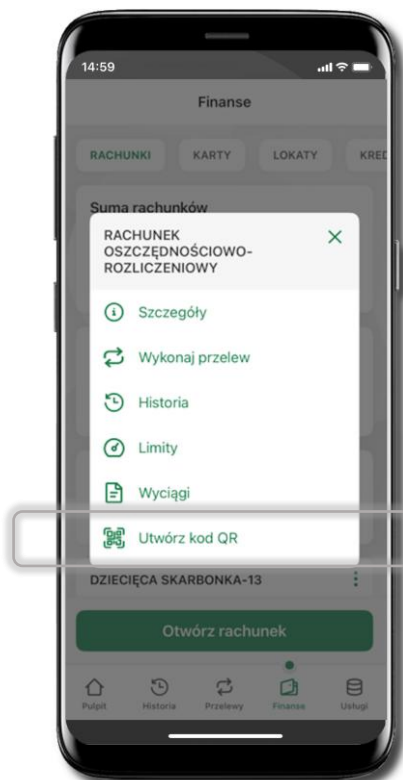 14:59
Finanse
RACHUNKI KARTY LOKATY KRED
Suma rachunków
RACHUNEK
OSZCZĘDNOŚCIOWO-
ROZLICZENIOWY
Szczegóły
Wykonaj przelew
Historia
Limity
Wyciągi
Utwórz kod QR
DZIECIĘCA SKARBONKA-13
Otwórz rachunek
Pulpit Historia Przelewy Finanse Usługi